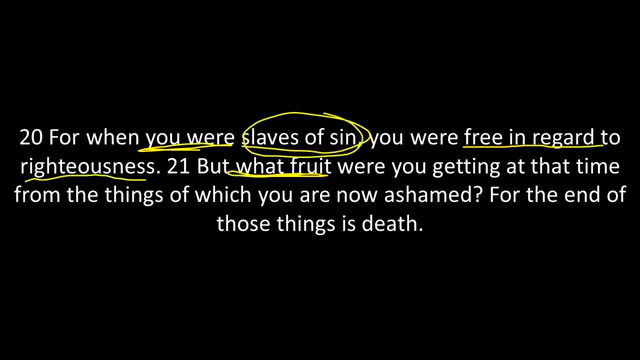 20 For when you were slaves of sin, you were free in regard to
righteousness. 21 But what fruit were you getting at that time
from the things of which you are now ashamed? For the end of
those things is death.